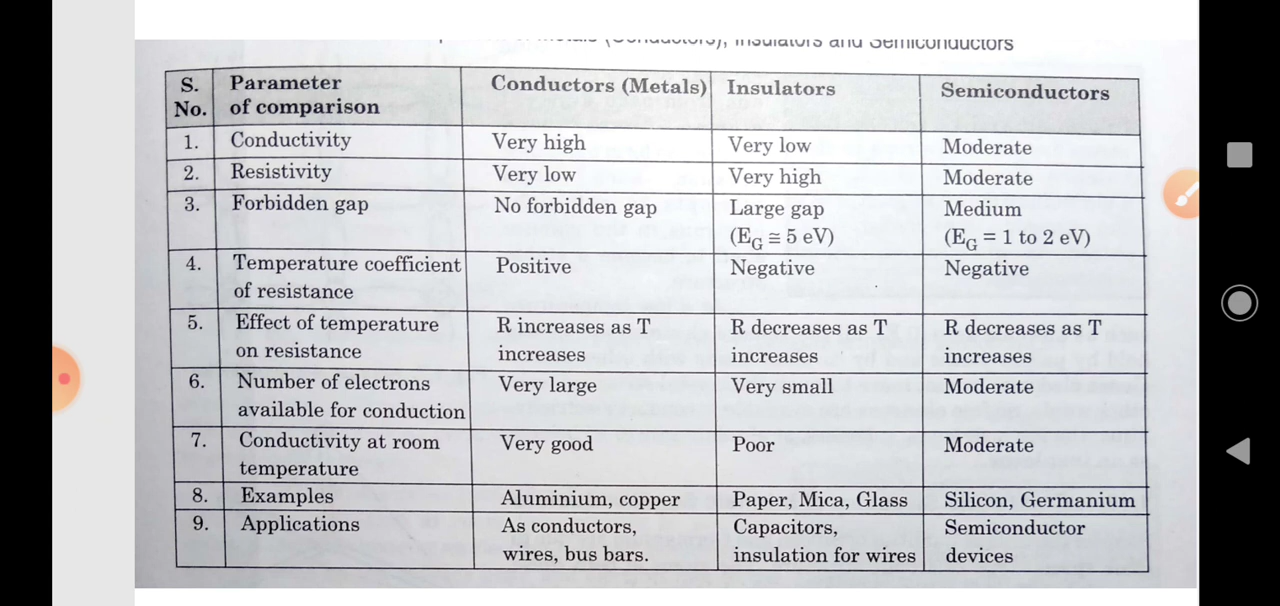 Insulators and Semiconductors
S. No. Parameter of comparison Conductors (Metals) Insulators Semiconductors
1. Conductivity Very high Very low Moderate
2. Resistivity Very low Very high Moderate
3. Forbidden gap No forbidden gap Large gap (E_G ≅ 5 eV) Medium (E_G = 1 to 2 eV)
4. Temperature coefficient of resistance Positive Negative Negative
5. Effect of temperature on resistance R increases as T increases R decreases as T increases R decreases as T increases
6. Number of electrons available for conduction Very large Very small Moderate
7. Conductivity at room temperature Very good Poor Moderate
8. Examples Aluminium, copper Paper, Mica, Glass Silicon, Germanium
9. Applications As conductors, wires, bus bars. Capacitors, insulation for wires Semiconductor devices